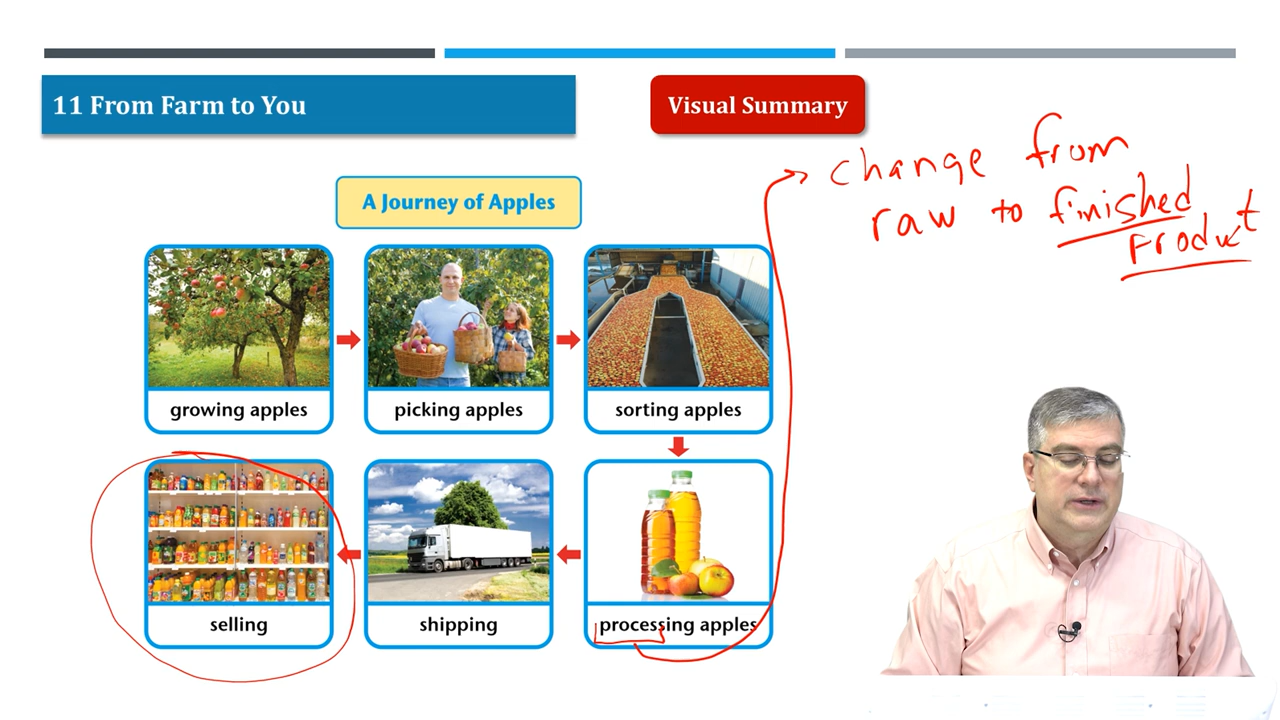 11 From Farm to You
Visual Summary
change from
raw to finished
Product
A Journey of Apples
growing apples
picking apples
sorting apples
selling
shipping
processing apples